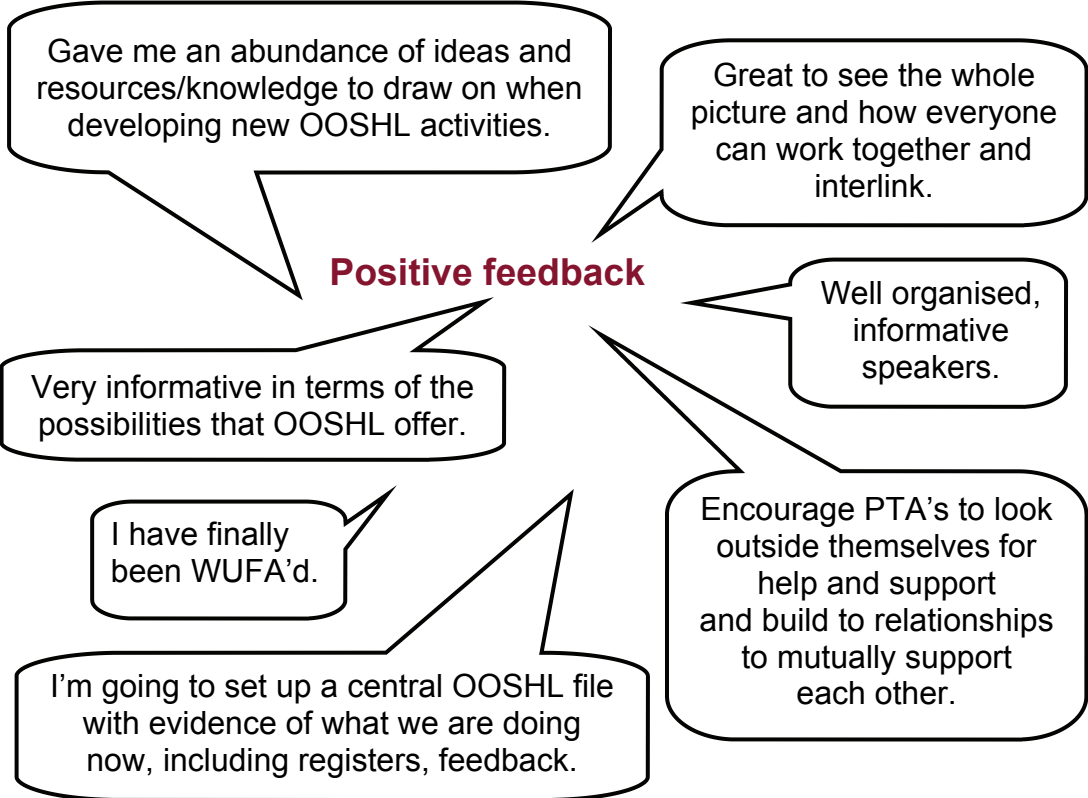 Gave me an abundance of ideas and
resources/knowledge to draw on when
developing new OOSHL activities.
Great to see the whole
picture and how everyone
can work together and
interlink.
Positive feedback
Well organised,
informative
speakers.
Very informative in terms of the
possibilities that OOSHL offer.
I have finally
been WUFA’d.
Encourage PTA’s to look
outside themselves for
help and support
and build to relationships
to mutually support
each other.
I’m going to set up a central OOSHL file
with evidence of what we are doing
now, including registers, feedback.